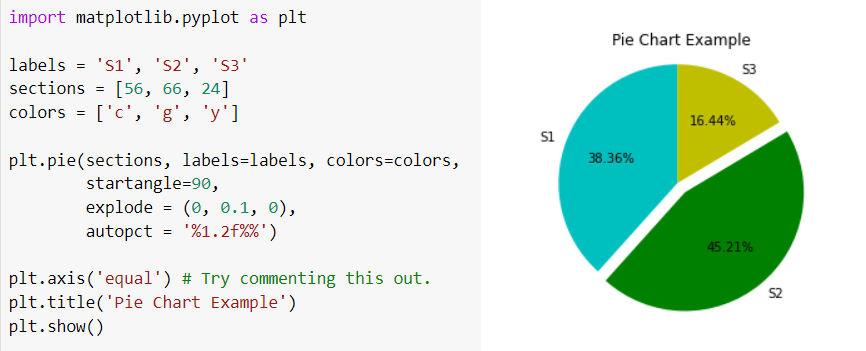 import matplotlib.pyplot as plt
labels = 'S1', 'S2', 'S3'
sections = [56, 66, 24]
colors = ['c', 'g', 'y']
plt.pie(sections, labels=labels, colors=colors,
        startangle=90,
        explode = (0, 0.1, 0),
        autopct = '%1.2f%%')
plt.axis('equal') # Try commenting this out.
plt.title('Pie Chart Example')
plt.show()
Pie Chart Example
S3
16.44%
S1
38.36%
45.21%
S2